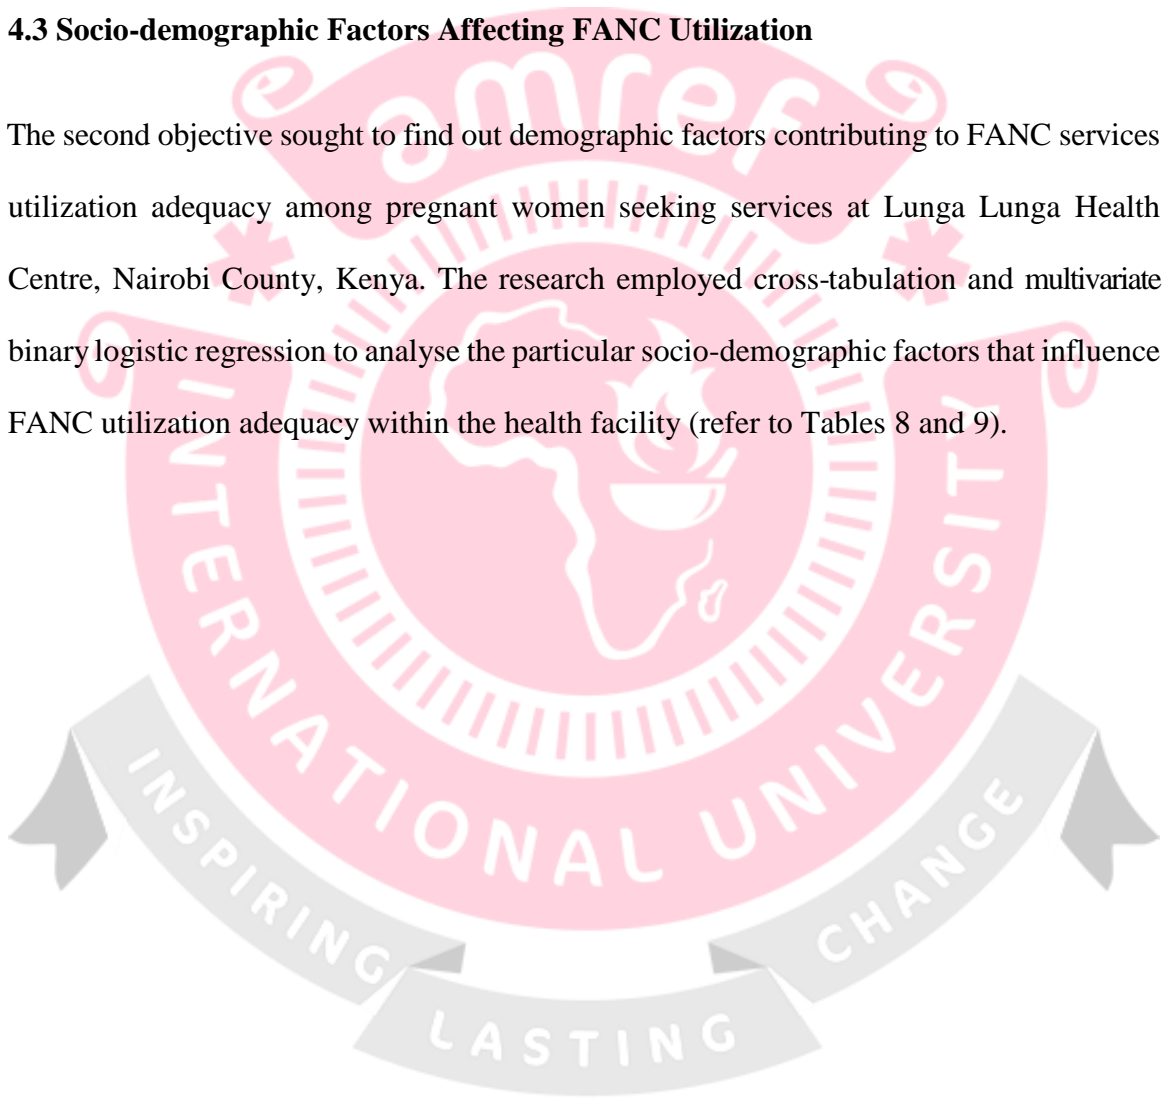 4.3 Socio-demographic Factors Affecting FANC Utilization
The second objective sought to find out demographic factors contributing to FANC services
utilization adequacy among pregnant women seeking services at Lunga Lunga Health
Centre, Nairobi County, Kenya. The research employed cross-tabulation and multivariate
binary logistic regression to analyse the particular socio-demographic factors that influence
FANC utilization adequacy within the health facility (refer to Tables 8 and 9).
amref
INTERNATIONAL UNIVERSITY
INSPIRING LASTING CHANGE